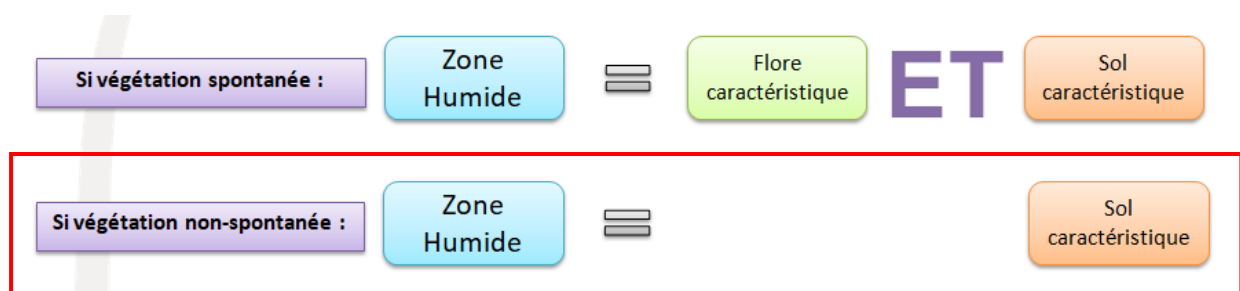 Si végétation spontanée :
Zone
Humide
=
Flore
caractéristique
ET
Sol
caractéristique
Si végétation non-spontanée :
Zone
Humide
=
Sol
caractéristique